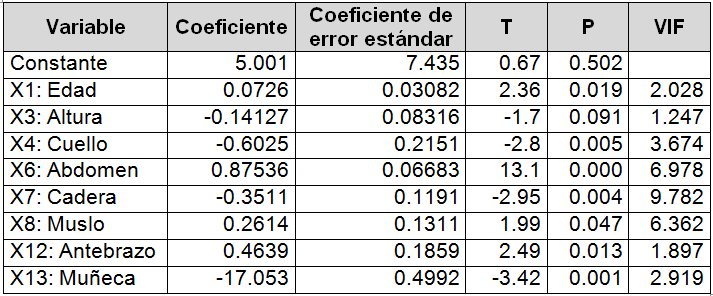 Variable Coeficiente Coeficiente de error estándar T P VIF
Constante 5.001 7.435 0.67 0.502
X1: Edad 0.0726 0.03082 2.36 0.019 2.028
X3: Altura -0.14127 0.08316 -1.7 0.091 1.247
X4: Cuello -0.6025 0.2151 -2.8 0.005 3.674
X6: Abdomen 0.87536 0.06683 13.1 0.000 6.978
X7: Cadera -0.3511 0.1191 -2.95 0.004 9.782
X8: Muslo 0.2614 0.1311 1.99 0.047 6.362
X12: Antebrazo 0.4639 0.1859 2.49 0.013 1.897
X13: Muñeca -17.053 0.4992 -3.42 0.001 2.919